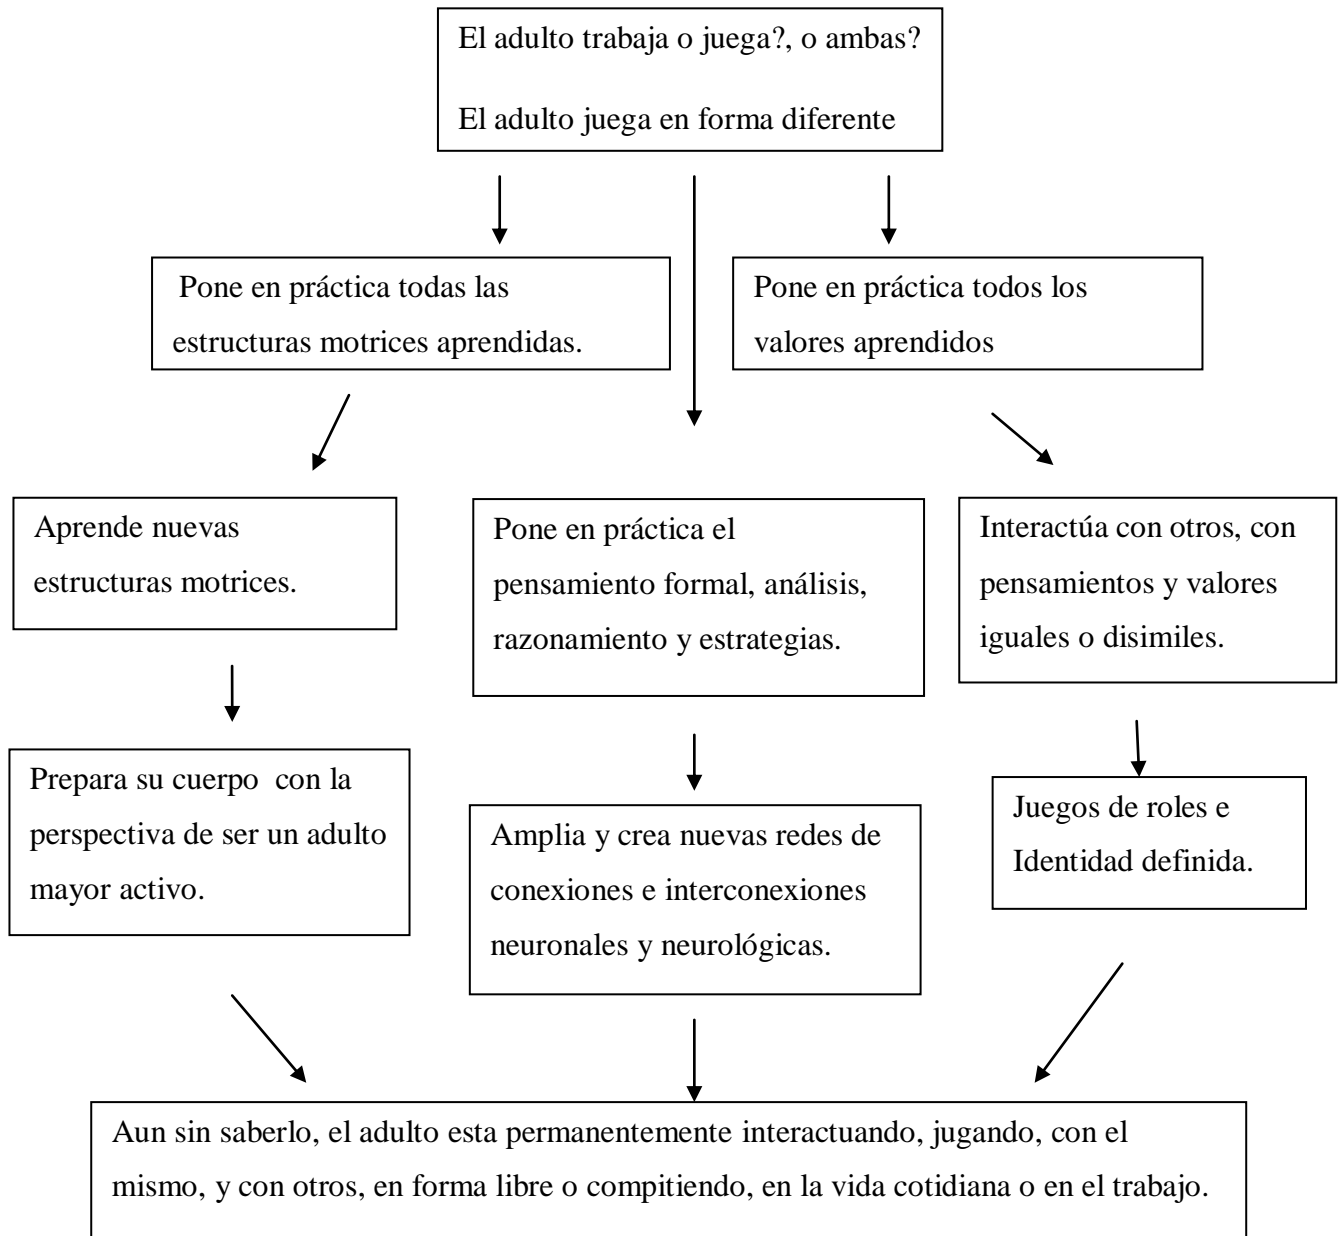 El adulto trabaja o juega?, o ambas?
El adulto juega en forma diferente
Pone en práctica todas las
estructuras motrices aprendidas.
Pone en práctica todos los
valores aprendidos
Aprende nuevas
estructuras motrices.
Pone en práctica el
pensamiento formal, análisis,
razonamiento y estrategias.
Interactúa con otros, con
pensamientos y valores
iguales o disimiles.
Prepara su cuerpo  con la
perspectiva de ser un adulto
mayor activo.
Amplia y crea nuevas redes de
conexiones e interconexiones
neuronales y neurológicas.
Juegos de roles e
Identidad definida.
Aun sin saberlo, el adulto esta permanentemente interactuando, jugando, con el
mismo, y con otros, en forma libre o compitiendo, en la vida cotidiana o en el trabajo.